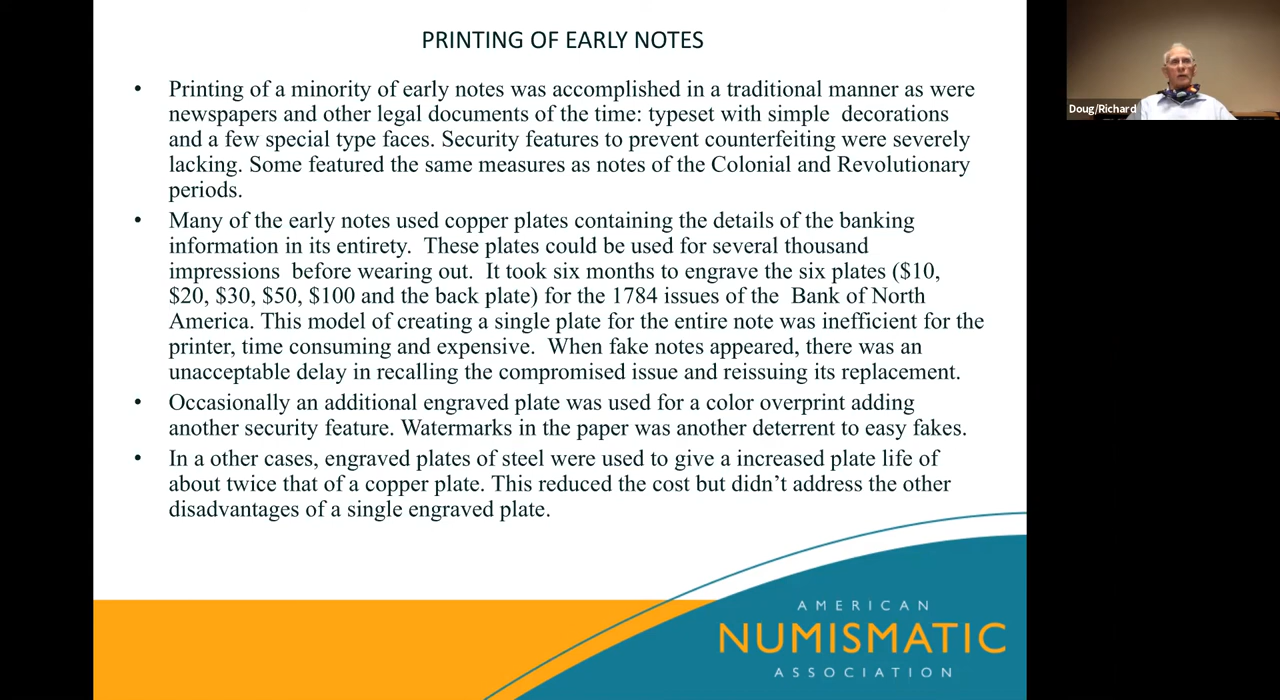 PRINTING OF EARLY NOTES
• Printing of a minority of early notes was accomplished in a traditional manner as were
newspapers and other legal documents of the time: typeset with simple decorations
and a few special type faces. Security features to prevent counterfeiting were severely
lacking. Some featured the same measures as notes of the Colonial and Revolutionary
periods.
• Many of the early notes used copper plates containing the details of the banking
information in its entirety. These plates could be used for several thousand
impressions before wearing out. It took six months to engrave the six plates ($10,
$20, $30, $50, $100 and the back plate) for the 1784 issues of the Bank of North
America. This model of creating a single plate for the entire note was inefficient for the
printer, time consuming and expensive. When fake notes appeared, there was an
unacceptable delay in recalling the compromised issue and reissuing its replacement.
• Occasionally an additional engraved plate was used for a color overprint adding
another security feature. Watermarks in the paper was another deterrent to easy fakes.
• In a other cases, engraved plates of steel were used to give a increased plate life of
about twice that of a copper plate. This reduced the cost but didn’t address the other
disadvantages of a single engraved plate.
AMERICAN
NUMISMATIC
ASSOCIATION
Doug/Richard